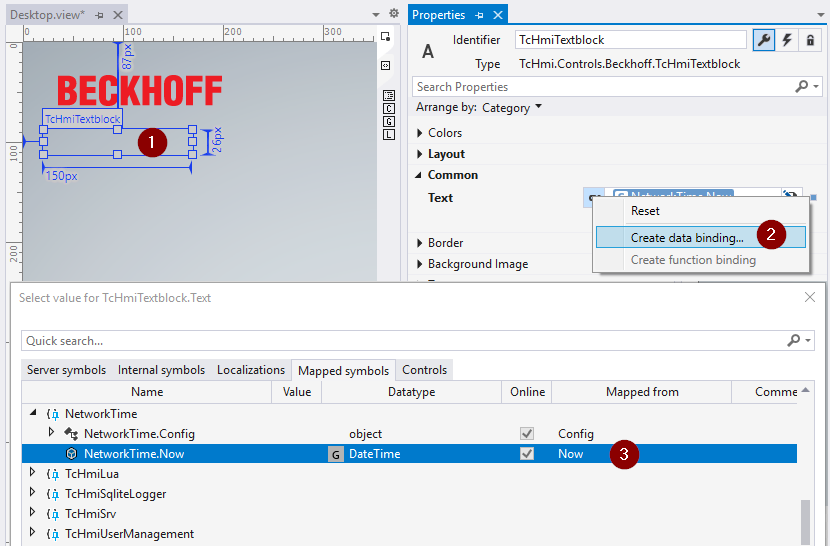 Desktop.view*
0
100
200
300
0
100
200
87px
BECKHOFF
TcHmiTextblock
1
26px
150px
C
G
L
Properties
A
Identifier
TcHmiTextblock
Type
TcHmi.Controls.Beckhoff.TcHmiTextblock
Search Properties
Arrange by: Category
Colors
Layout
Common
Text
NetworkTime.Now
Reset
Create data binding... 2
Create function binding
Border
Background Image
Select value for TcHmiTextblock.Text
Quick search...
Server symbols Internal symbols Localizations Mapped symbols Controls
Name Value Datatype Online Mapped from Comme
NetworkTime
NetworkTime.Config object Config
NetworkTime.Now G DateTime Now 3
TcHmiLua
TcHmiSqliteLogger
TcHmiSrv
TcHmiUserManagement